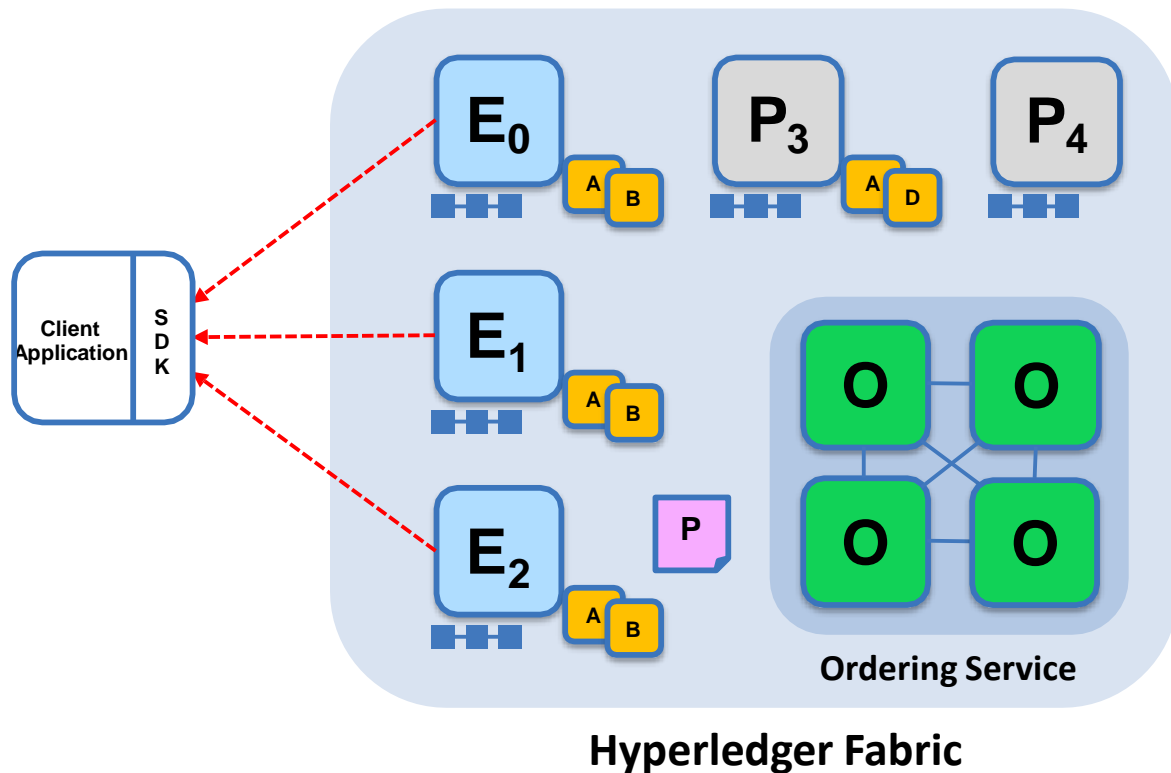 E0
P3
P4
A
B
A
D
Client
Application
S
D
K
E1
A
B
O
O
E2
P
O
O
A
B
Ordering Service
Hyperledger Fabric